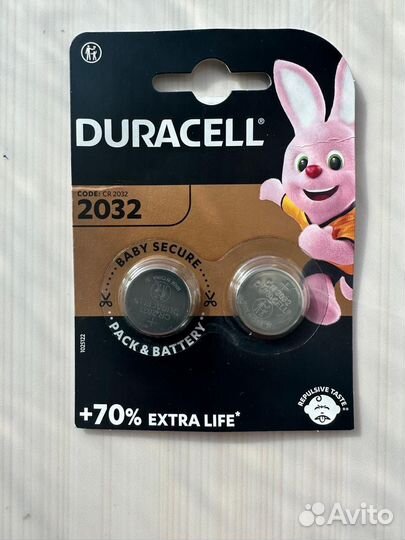 DURACELL®
CODE: CR 2032
2032
BABY SECURE
PACK & BATTERY
+70% EXTRA LIFE*
REPULSIVE TASTE
Avito